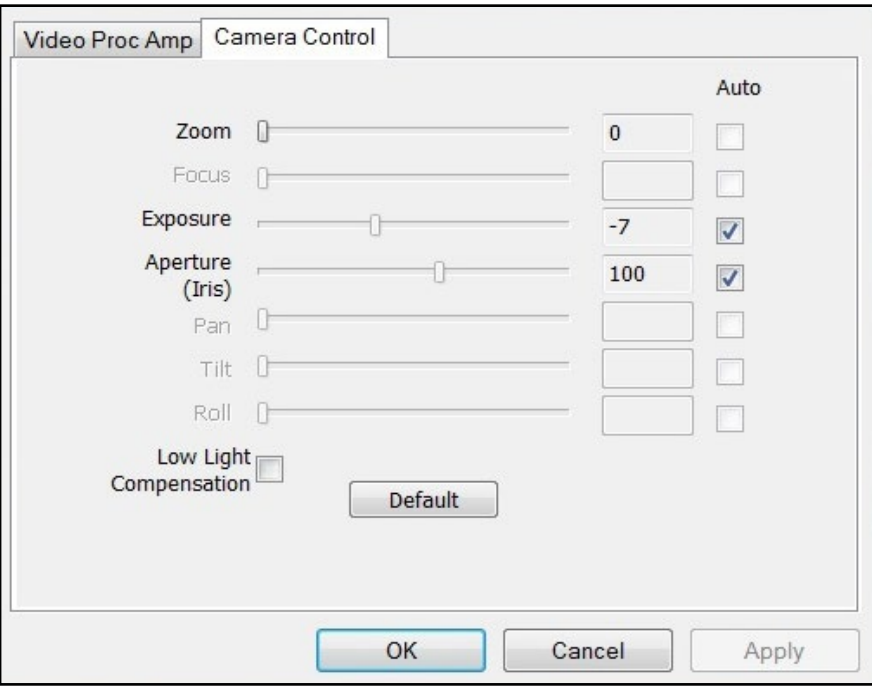 Video Proc Amp Camera Control
Auto
Zoom 0
Focus
Exposure -7
Aperture 100
(Iris)
Pan
Tilt
Roll
Low Light
Compensation
Default
OK Cancel Apply